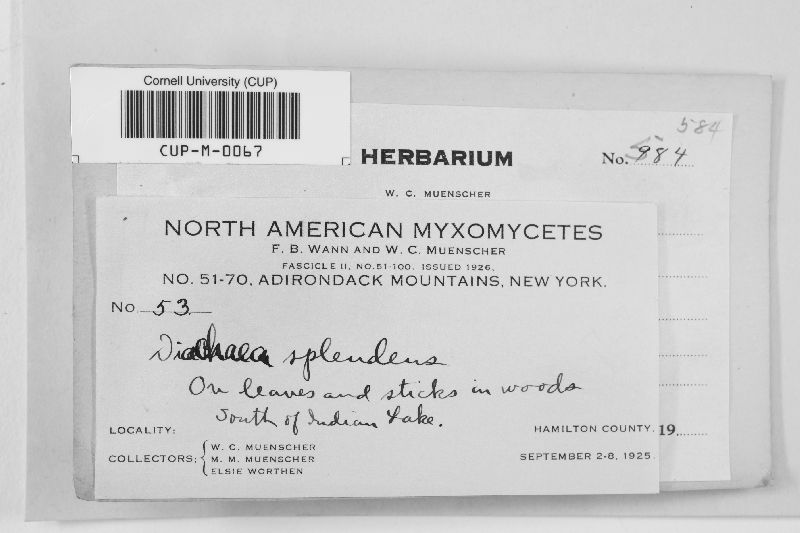 Cornell University (CUP)
CUP-M-0067
584
HERBARIUM
No. 584
W. C. MUENSCHER
NORTH AMERICAN MYXOMYCETES
F. B. WANN AND W. C. MUENSCHER
FASCICLE II, NO. 51-100. ISSUED 1926.
NO. 51-70, ADIRONDACK MOUNTAINS, NEW YORK.
No. 53
Diachaea splendens
On leaves and sticks in woods
South of Indian Lake.
LOCALITY:
HAMILTON COUNTY.
19
COLLECTORS:
W. C. MUENSCHER
M. M. MUENSCHER
ELSIE WORTHEN
SEPTEMBER 2-8, 1925.